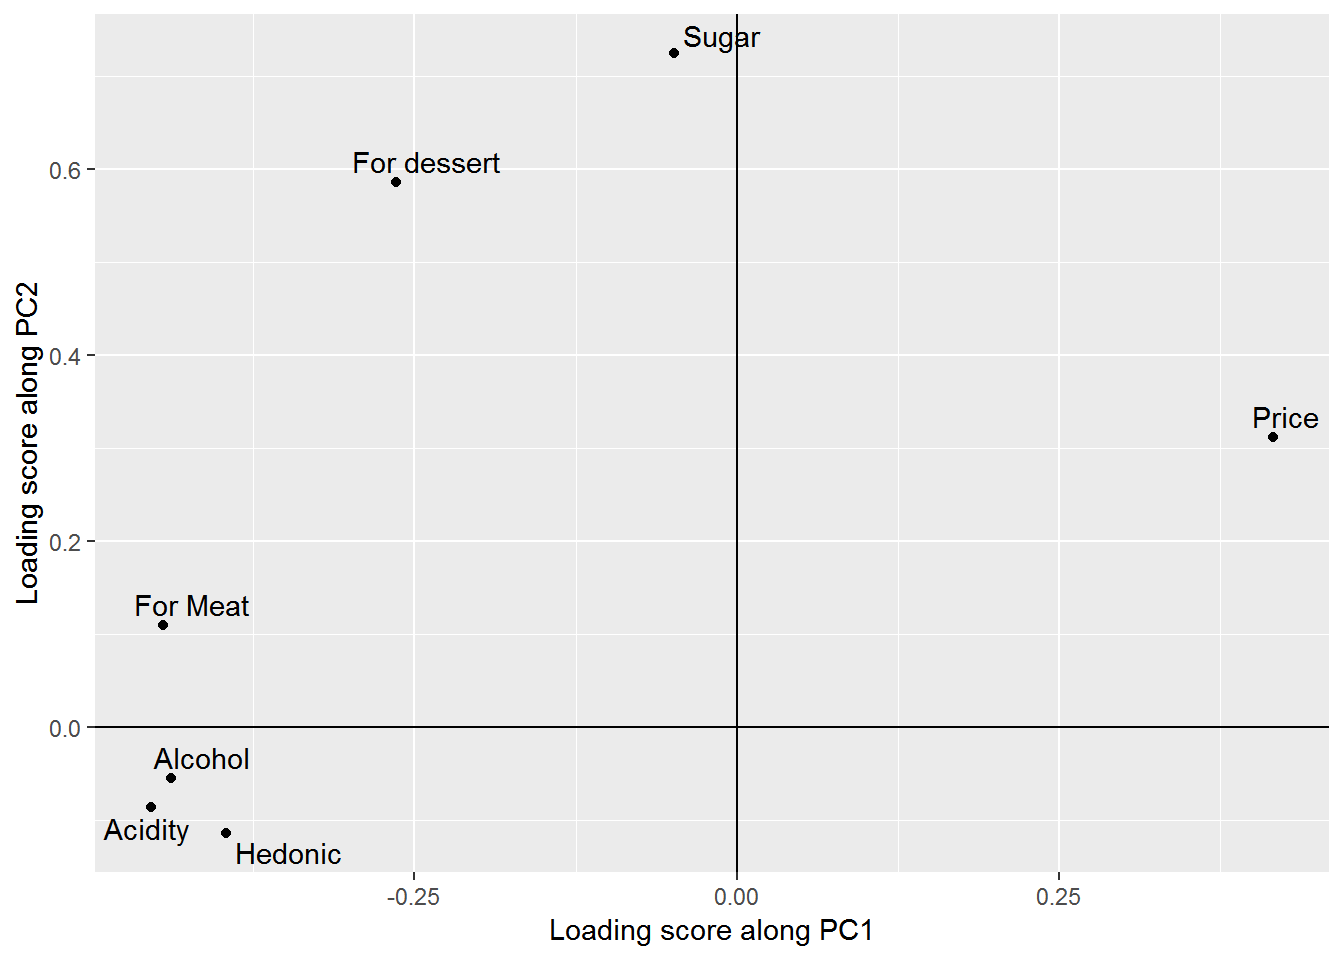 Sugar
For dessert
Price
For Meat
Alcohol
Acidity
Hedonic
0.6
0.4
0.2
0.0
-0.25
0.00
0.25
Loading score along PC1
Loading score along PC2